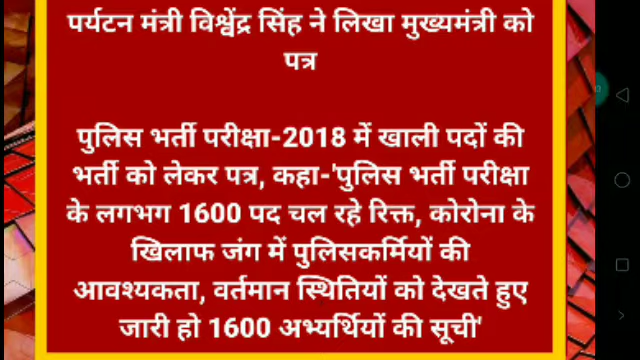 पर्यटन मंत्री विश्वेंद्र सिंह ने लिखा मुख्यमंत्री को
पत्र
पुलिस भर्ती परीक्षा-2018 में खाली पदों की
भर्ती को लेकर पत्र, कहा-'पुलिस भर्ती परीक्षा
के लगभग 1600 पद चल रहे रिक्त, कोरोना के
खिलाफ जंग में पुलिसकर्मियों की
आवश्यकता, वर्तमान स्थितियों को देखते हुए
जारी हो 1600 अभ्यर्थियों की सूची'